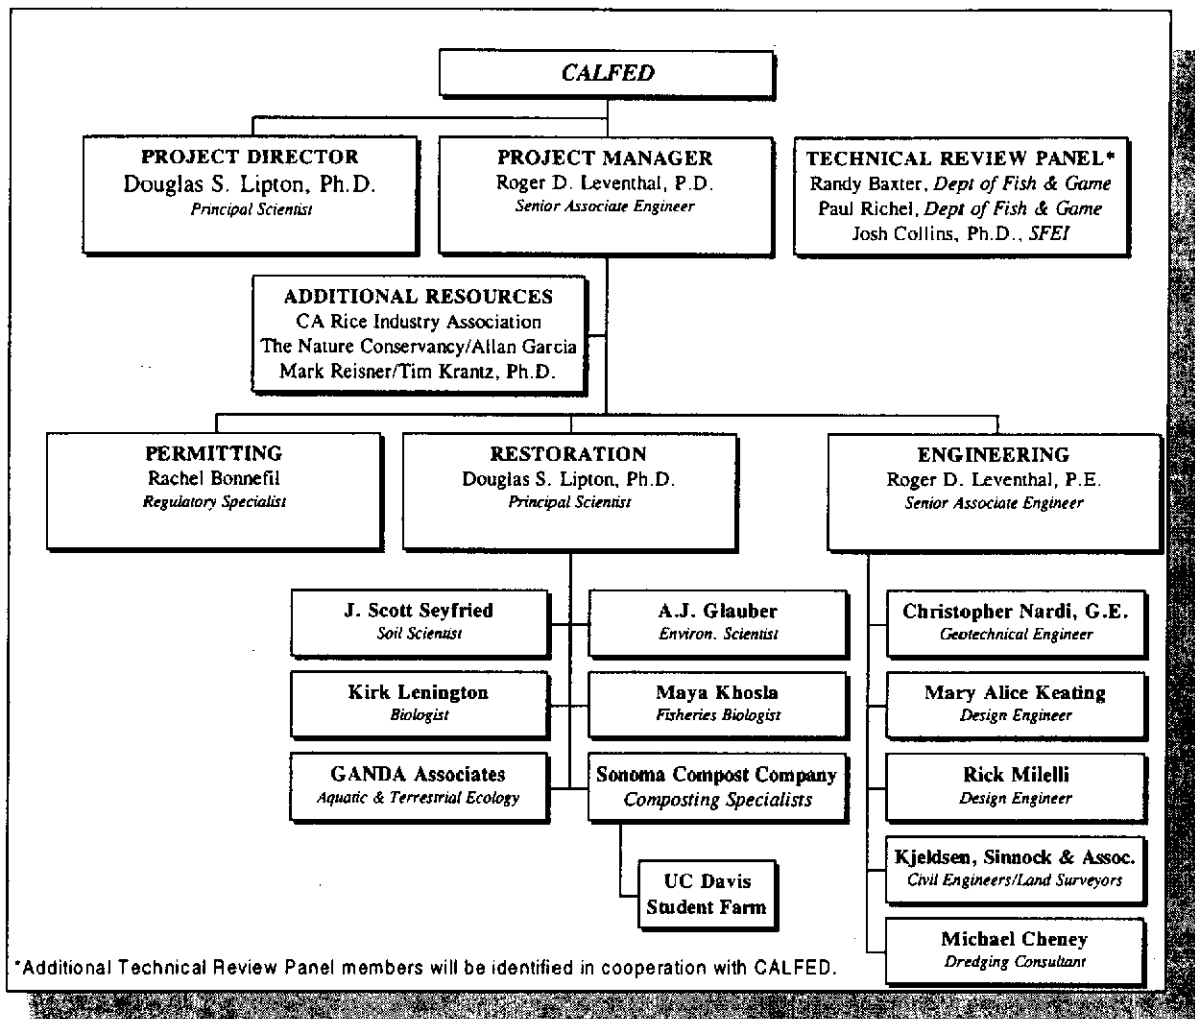 CALFED
PROJECT DIRECTOR
Douglas S. Lipton, Ph.D.
Principal Scientist
PROJECT MANAGER
Roger D. Leventhal, P.D.
Senior Associate Engineer
TECHNICAL REVIEW PANEL*
Randy Baxter, Dept of Fish & Game
Paul Richel, Dept of Fish & Game
Josh Collins, Ph.D., SFEI
ADDITIONAL RESOURCES
CA Rice Industry Association
The Nature Conservancy/Allan Garcia
Mark Reisner/Tim Krantz, Ph.D.
PERMITTING
Rachel Bonnefil
Regulatory Specialist
RESTORATION
Douglas S. Lipton, Ph.D.
Principal Scientist
ENGINEERING
Roger D. Leventhal, P.E.
Senior Associate Engineer
J. Scott Seyfried
Soil Scientist
A.J. Glauber
Environ. Scientist
Christopher Nardi, G.E.
Geotechnical Engineer
Kirk Lenington
Biologist
Maya Khosla
Fisheries Biologist
Mary Alice Keating
Design Engineer
GANDA Associates
Aquatic & Terrestrial Ecology
Sonoma Compost Company
Composting Specialists
Rick Milelli
Design Engineer
Kjeldsen, Sinnock & Assoc.
Civil Engineers/Land Surveyors
UC Davis
Student Farm
Michael Cheney
Dredging Consultant
*Additional Technical Review Panel members will be identified in cooperation with CALFED.